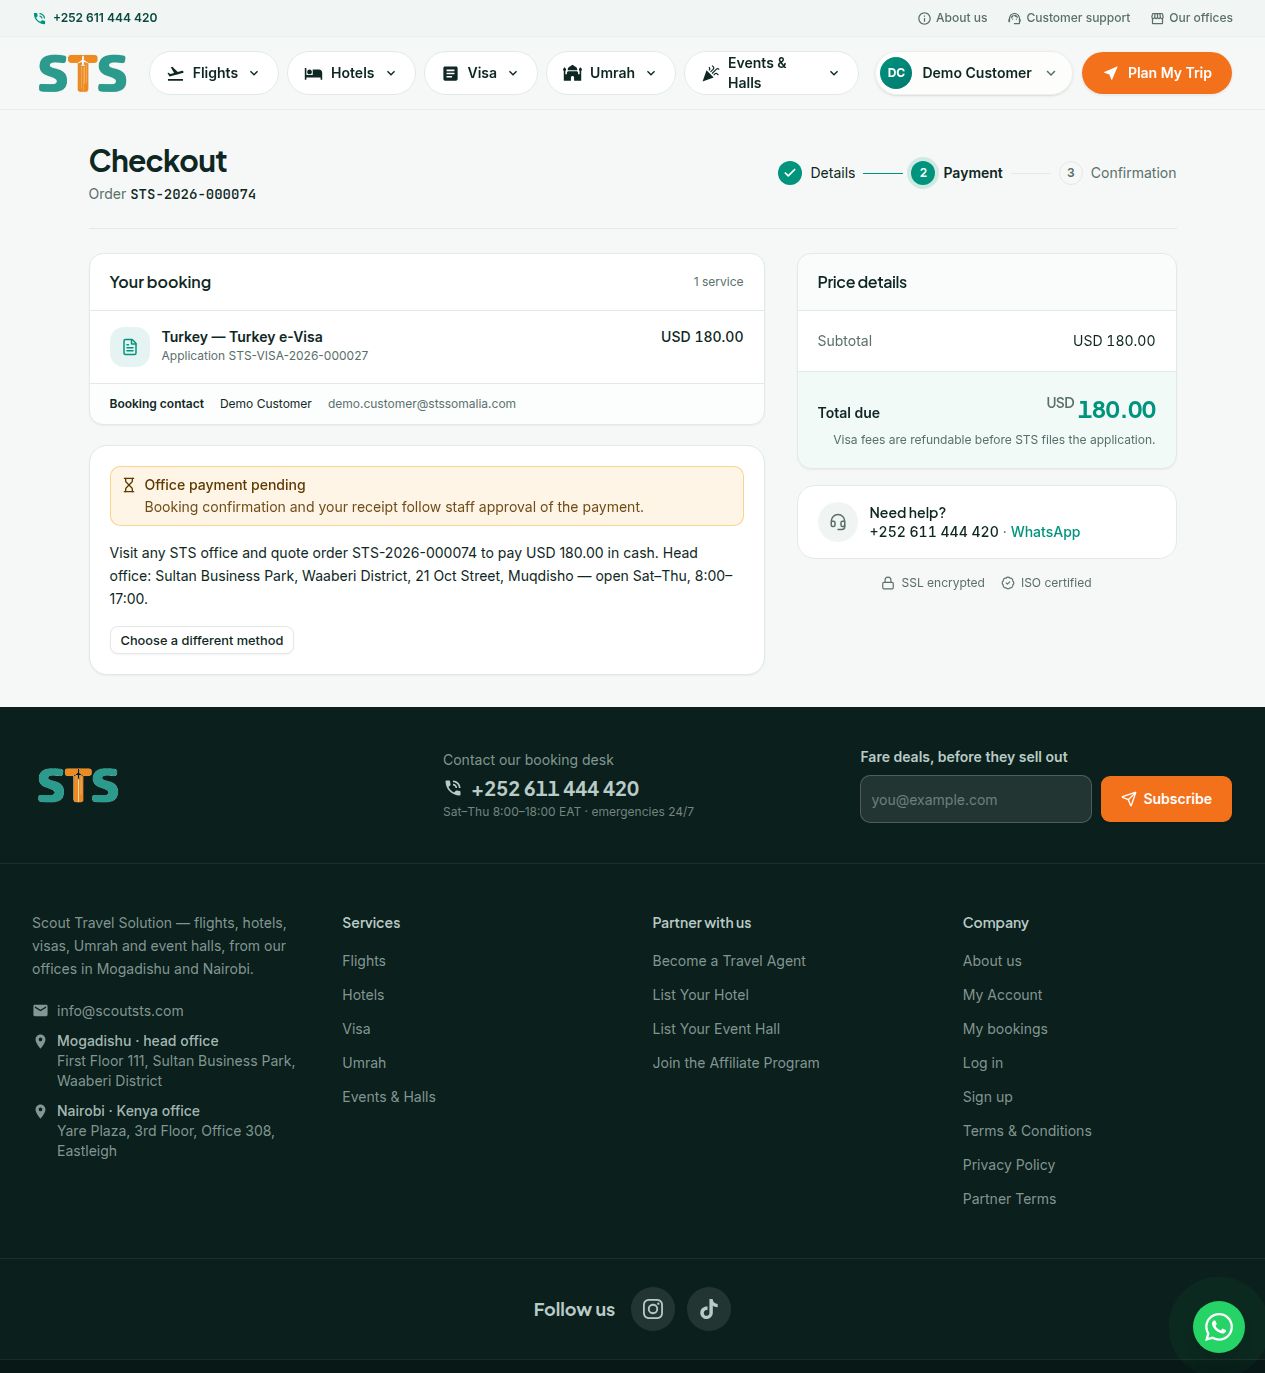 +252 611 444 420
About us
Customer support
Our offices
STS
Flights
Hotels
Visa
Umrah
Events &
Halls
DC
Demo Customer
Plan My Trip
Checkout
Order STS-2026-000074
Details
2
Payment
3
Confirmation
Your booking
1 service
Turkey — Turkey e-Visa
USD 180.00
Application STS-VISA-2026-000027
Booking contact Demo Customer demo.customer@stssomalia.com
Office payment pending
Booking confirmation and your receipt follow staff approval of the payment.
Visit any STS office and quote order STS-2026-000074 to pay USD 180.00 in cash. Head
office: Sultan Business Park, Waaberi District, 21 Oct Street, Muqdisho — open Sat–Thu, 8:00–
17:00.
Choose a different method
Price details
Subtotal
USD 180.00
Total due
USD 180.00
Visa fees are refundable before STS files the application.
Need help?
+252 611 444 420 · WhatsApp
SSL encrypted
ISO certified
STS
Contact our booking desk
+252 611 444 420
Sat–Thu 8:00–18:00 EAT · emergencies 24/7
Fare deals, before they sell out
you@example.com
Subscribe
Scout Travel Solution — flights, hotels,
visas, Umrah and event halls, from our
offices in Mogadishu and Nairobi.
info@scoutsts.com
Mogadishu · head office
First Floor 111, Sultan Business Park,
Waaberi District
Nairobi · Kenya office
Yare Plaza, 3rd Floor, Office 308,
Eastleigh
Services
Flights
Hotels
Visa
Umrah
Events & Halls
Partner with us
Become a Travel Agent
List Your Hotel
List Your Event Hall
Join the Affiliate Program
Company
About us
My Account
My bookings
Log in
Sign up
Terms & Conditions
Privacy Policy
Partner Terms
Follow us